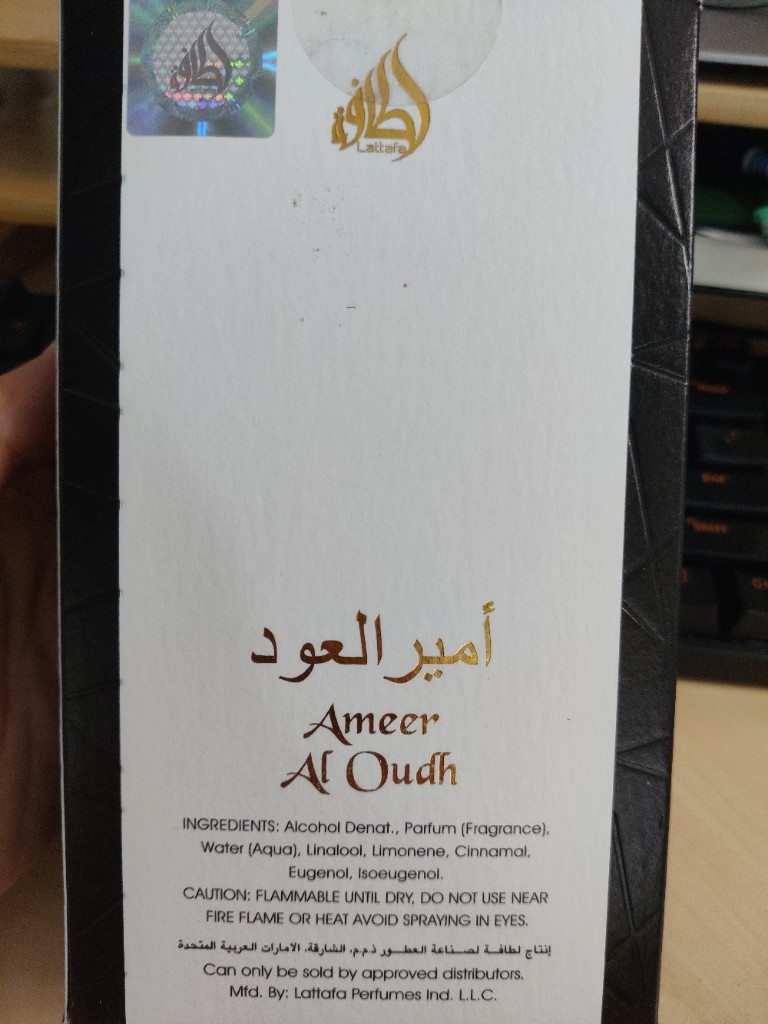 لطافة
لطافة
Lattafa
أمير العود
Ameer
Al Oudh
INGREDIENTS: Alcohol Denat., Parfum (Fragrance),
Water (Aqua), Linalool, Limonene, Cinnamal,
Eugenol, Isoeugenol.
CAUTION: FLAMMABLE UNTIL DRY, DO NOT USE NEAR
FIRE FLAME OR HEAT AVOID SPRAYING IN EYES.
إنتاج لطافة لصناعة العطور ذ.م.م، الشارقة، الامارات العربية المتحدة
Can only be sold by approved distributors.
Mfd. By: Lattafa Perfumes Ind. L.L.C.